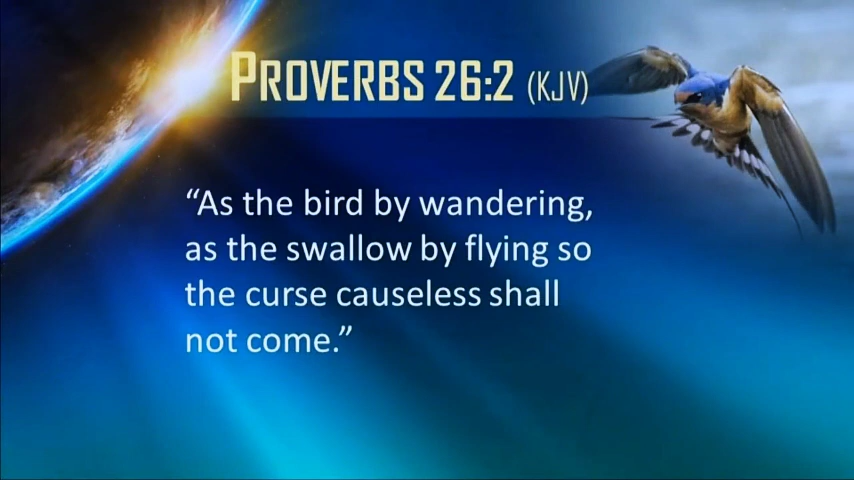 PROVERBS 26:2 (KJV)
“As the bird by wandering,
as the swallow by flying so
the curse causeless shall
not come.”